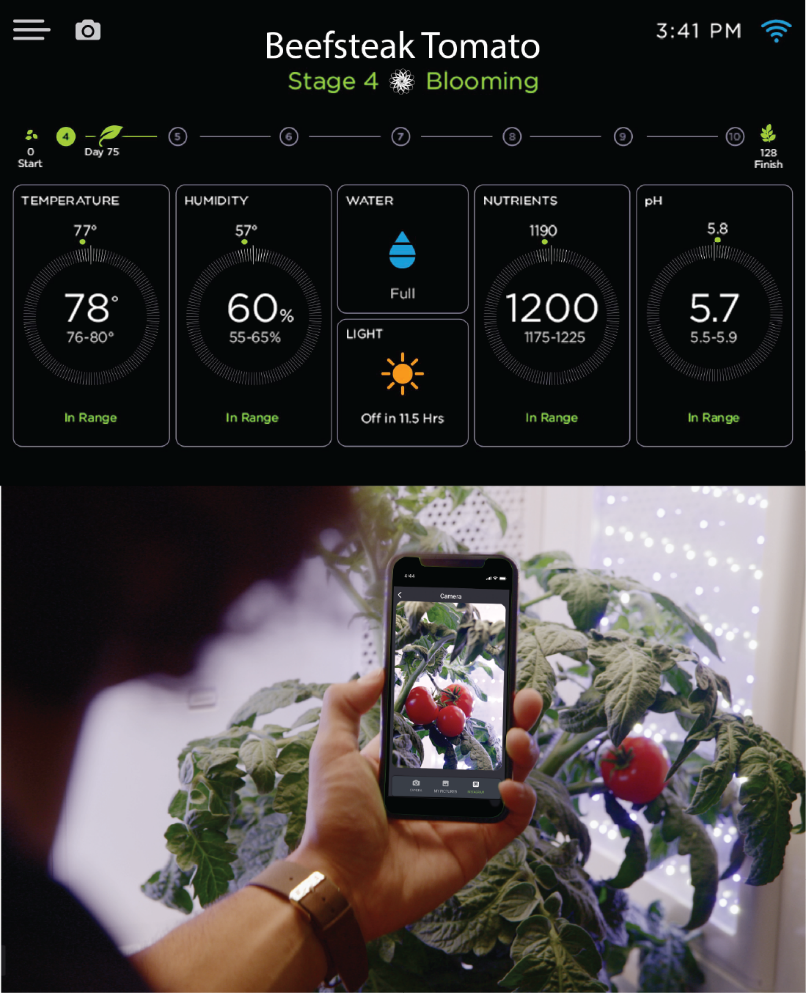 3:41 PM
Beefsteak Tomato
Stage 4 Blooming
4 5 6 7 8 9 10
0
Start
Day 75
128
Finish
TEMPERATURE
77°
78°
76-80°
In Range
HUMIDITY
57°
60%
55-65%
In Range
WATER
Full
LIGHT
Off in 11.5 Hrs
NUTRIENTS
1190
1200
1175-1225
In Range
pH
5.8
5.7
5.5-5.9
In Range
Camera